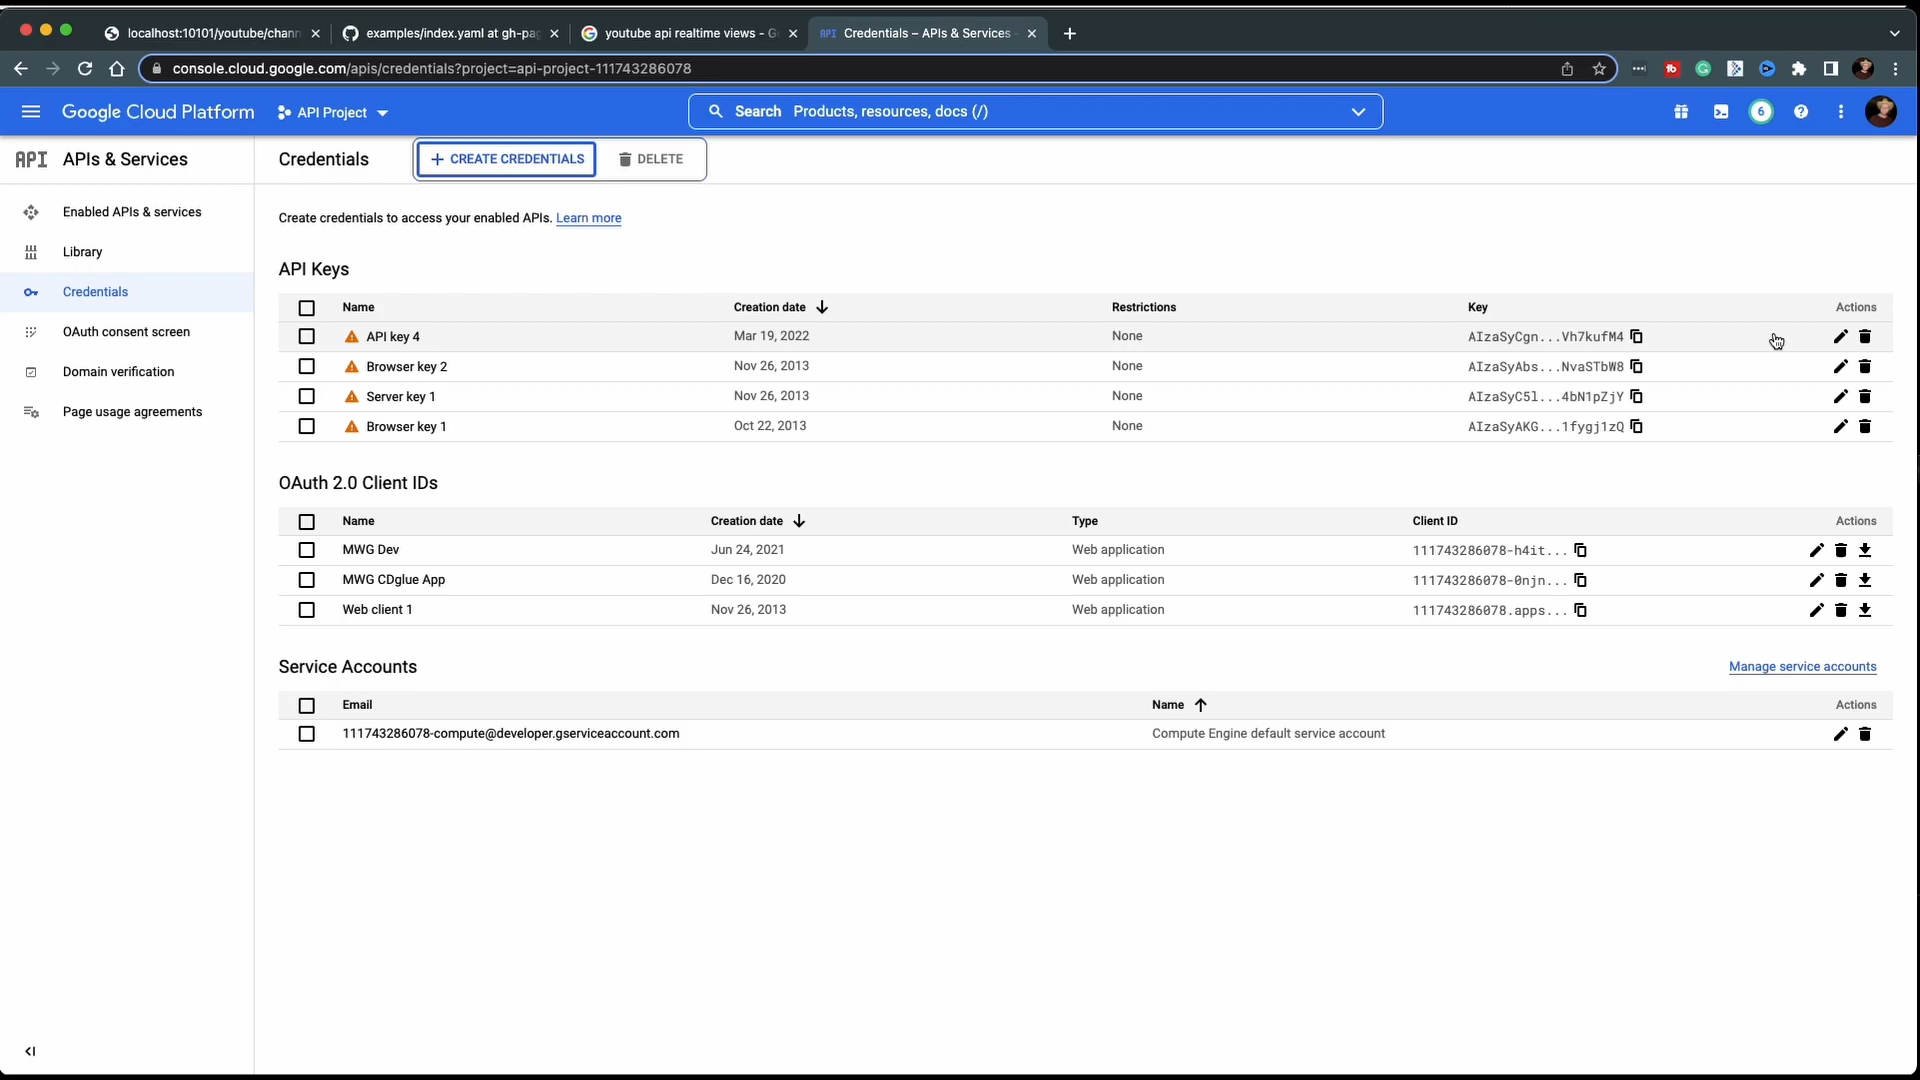 localhost:10101/youtube/chann
examples/index.yaml at gh-pag
youtube api realtime views - G
API Credentials – APIs & Services -
console.cloud.google.com/apis/credentials?project=api-project-111743286078
Google Cloud Platform
API Project
Search Products, resources, docs (/)
6
API APIs & Services
Credentials
+ CREATE CREDENTIALS
DELETE
Enabled APIs & services
Library
Credentials
OAuth consent screen
Domain verification
Page usage agreements
Create credentials to access your enabled APIs. Learn more
API Keys
Name Creation date Restrictions Key Actions
API key 4 Mar 19, 2022 None AIzaSyCgn...Vh7kufM4
Browser key 2 Nov 26, 2013 None AIzaSyAbs...NvaSTbW8
Server key 1 Nov 26, 2013 None AIzaSyC5l...4bN1pZjY
Browser key 1 Oct 22, 2013 None AIzaSyAKG...1fygj1zQ
OAuth 2.0 Client IDs
Name Creation date Type Client ID Actions
MWG Dev Jun 24, 2021 Web application 111743286078-h4it...
MWG CDglue App Dec 16, 2020 Web application 111743286078-0njn...
Web client 1 Nov 26, 2013 Web application 111743286078.apps...
Service Accounts
Manage service accounts
Email Name Actions
111743286078-compute@developer.gserviceaccount.com Compute Engine default service account